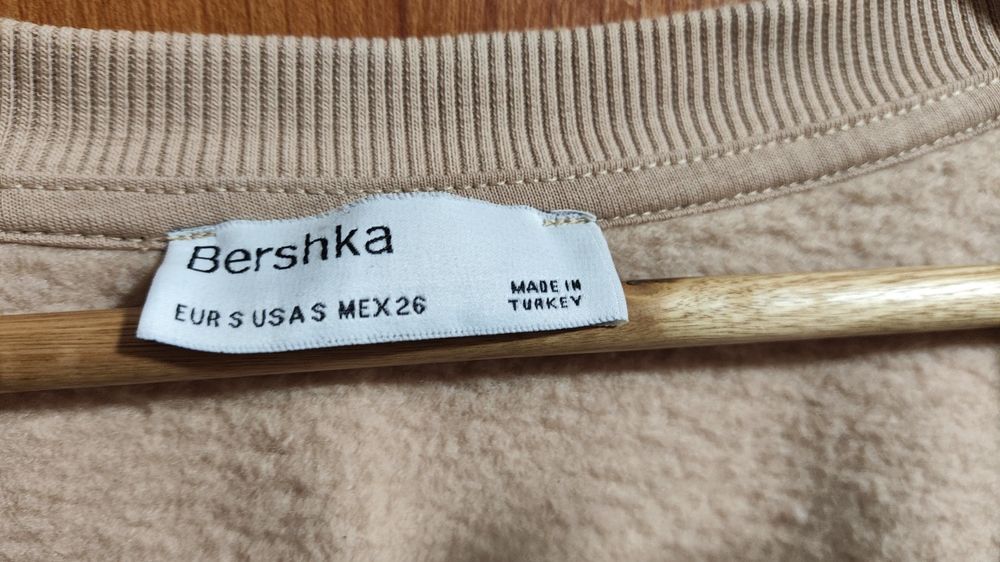 Bershka
EUR S USA S MEX 26
MADE IN
TURKEY